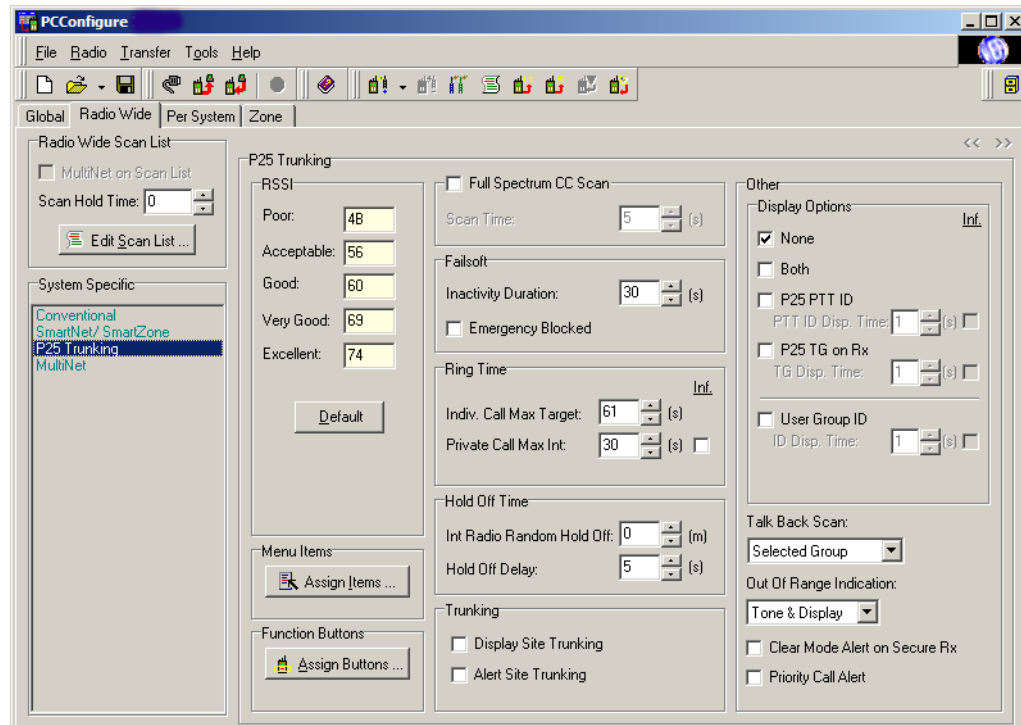 PCConfigure
File Radio Transfer Tools Help
Global Radio Wide Per System Zone
<< >>
Radio Wide Scan List
MultiNet on Scan List
Scan Hold Time: 0
Edit Scan List ...
System Specific
Conventional
SmartNet/ SmartZone
P25 Trunking
MultiNet
P25 Trunking
RSSI
Poor: 4B
Acceptable: 56
Good: 60
Very Good: 69
Excellent: 74
Default
Menu Items
Assign Items ...
Function Buttons
Assign Buttons ...
Full Spectrum CC Scan
Scan Time: 5 (s)
Failsoft
Inactivity Duration: 30 (s)
Emergency Blocked
Ring Time
Inf.
Indiv. Call Max Target: 61 (s)
Private Call Max Int: 30 (s)
Hold Off Time
Int Radio Random Hold Off: 0 (m)
Hold Off Delay: 5 (s)
Trunking
Display Site Trunking
Alert Site Trunking
Other
Display Options
Inf.
None
Both
P25 PTT ID
PTT ID Disp. Time: 1 (s)
P25 TG on Rx
TG Disp. Time: 1 (s)
User Group ID
ID Disp. Time: 1 (s)
Talk Back Scan:
Selected Group
Out Of Range Indication:
Tone & Display
Clear Mode Alert on Secure Rx
Priority Call Alert